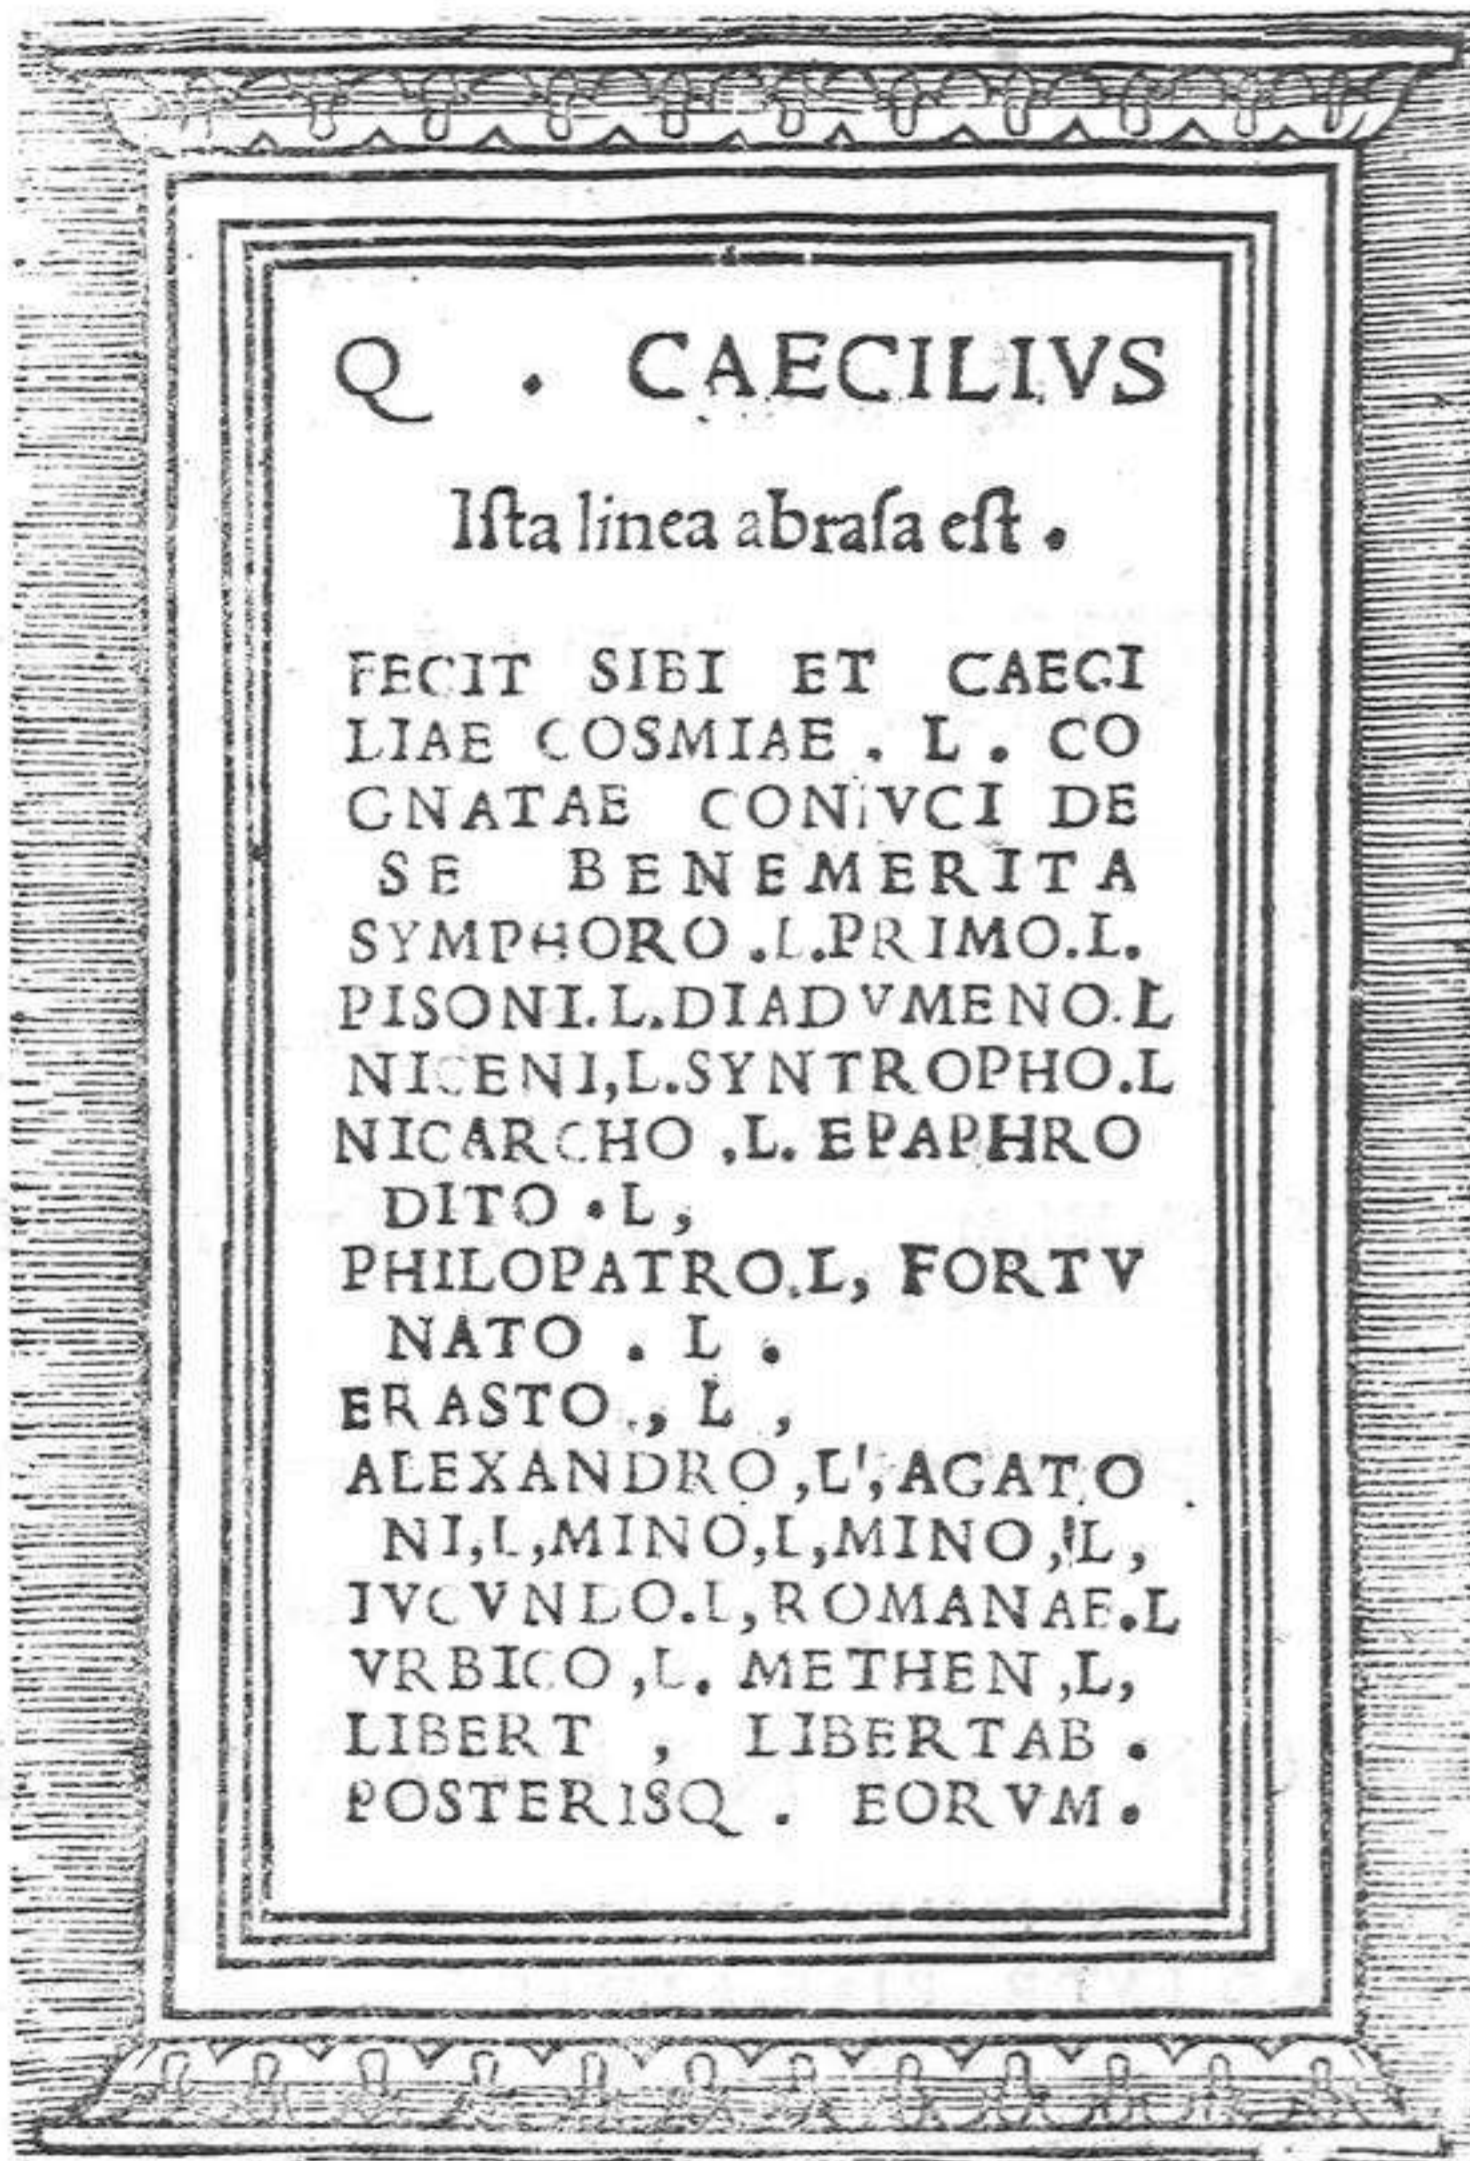 Q . CAECILIVS
Iſta linea abraſa eſt.
FECIT SIBI ET CAECI
LIAE COSMIAE . L . CO
GNATAE CONIVCI DE
SE BENEMERITA
SYMPHORO .L.PRIMO.L.
PISONI.L.DIADVMENO.L
NICENI,L.SYNTROPHO.L
NICARCHO ,L. EPAPHRO
DITO .L,
PHILOPATRO.L, FORTV
NATO . L .
ERASTO ., L ,
ALEXANDRO ,L', AGATO
NI,L,MINO,L,MINO,L,
IVCVNDO.L,ROMANAE.L
VRBICO ,L. METHEN ,L,
LIBERT , LIBERTAB .
POSTERISQ . EORVM.